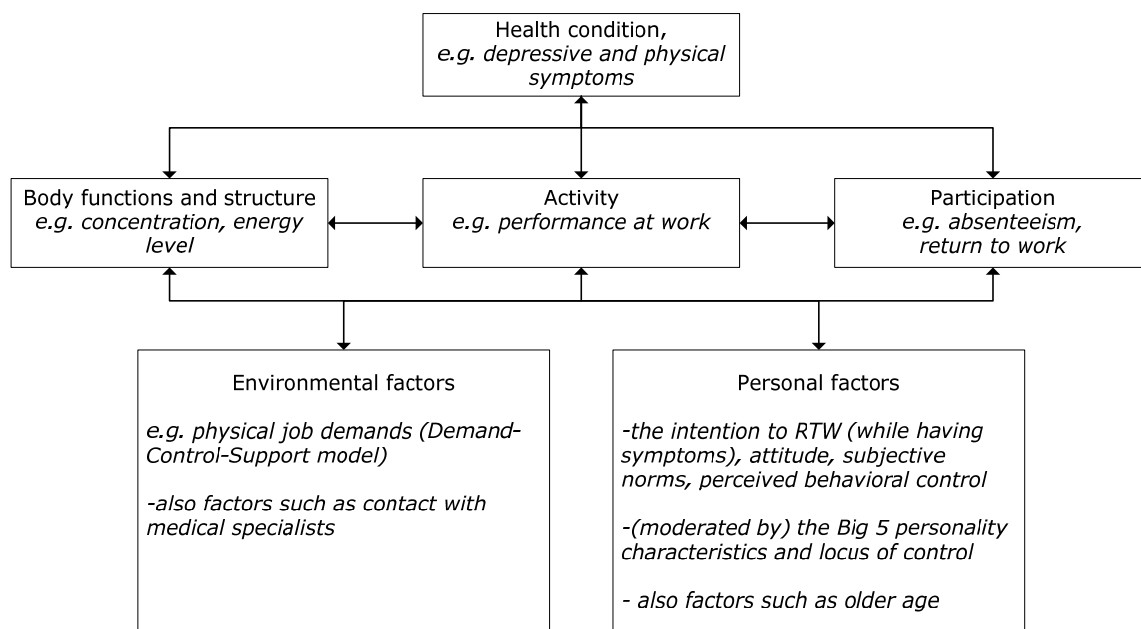 Health condition,
e.g. depressive and physical
symptoms
Body functions and structure
e.g. concentration, energy
level
Activity
e.g. performance at work
Participation
e.g. absenteeism,
return to work
Environmental factors
e.g. physical job demands (Demand-
Control-Support model)
-also factors such as contact with
medical specialists
Personal factors
-the intention to RTW (while having
symptoms), attitude, subjective
norms, perceived behavioral control
-(moderated by) the Big 5 personality
characteristics and locus of control
- also factors such as older age